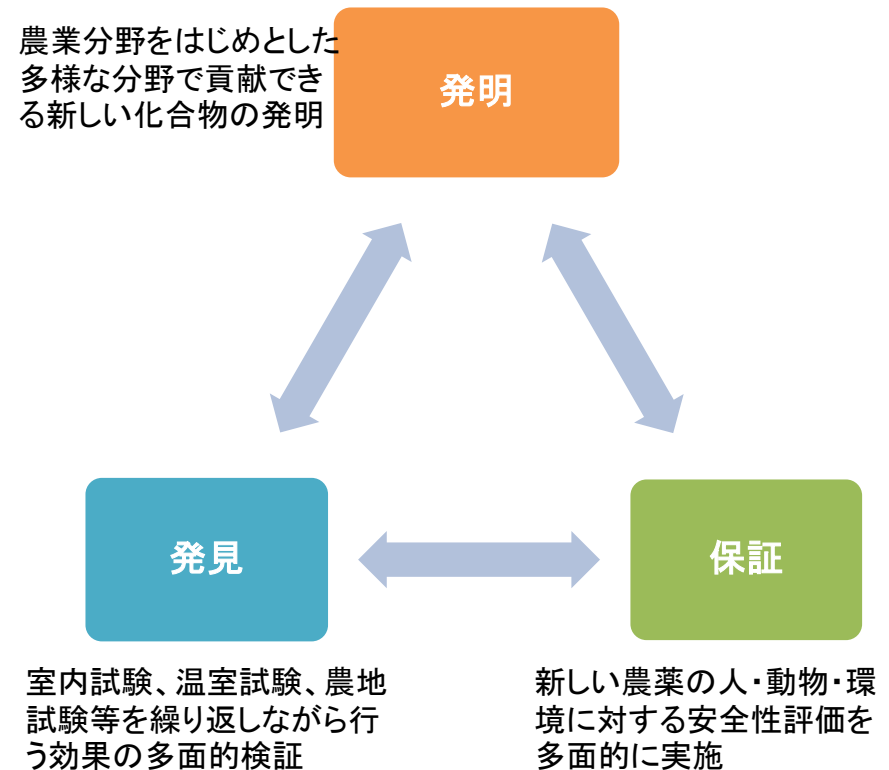 農業分野をはじめとした
多様な分野で貢献でき
る新しい化合物の発明
発明
発見
保証
室内試験、温室試験、農地
試験等を繰り返しながら行
う効果の多面的検証
新しい農薬の人・動物・環
境に対する安全性評価を
多面的に実施